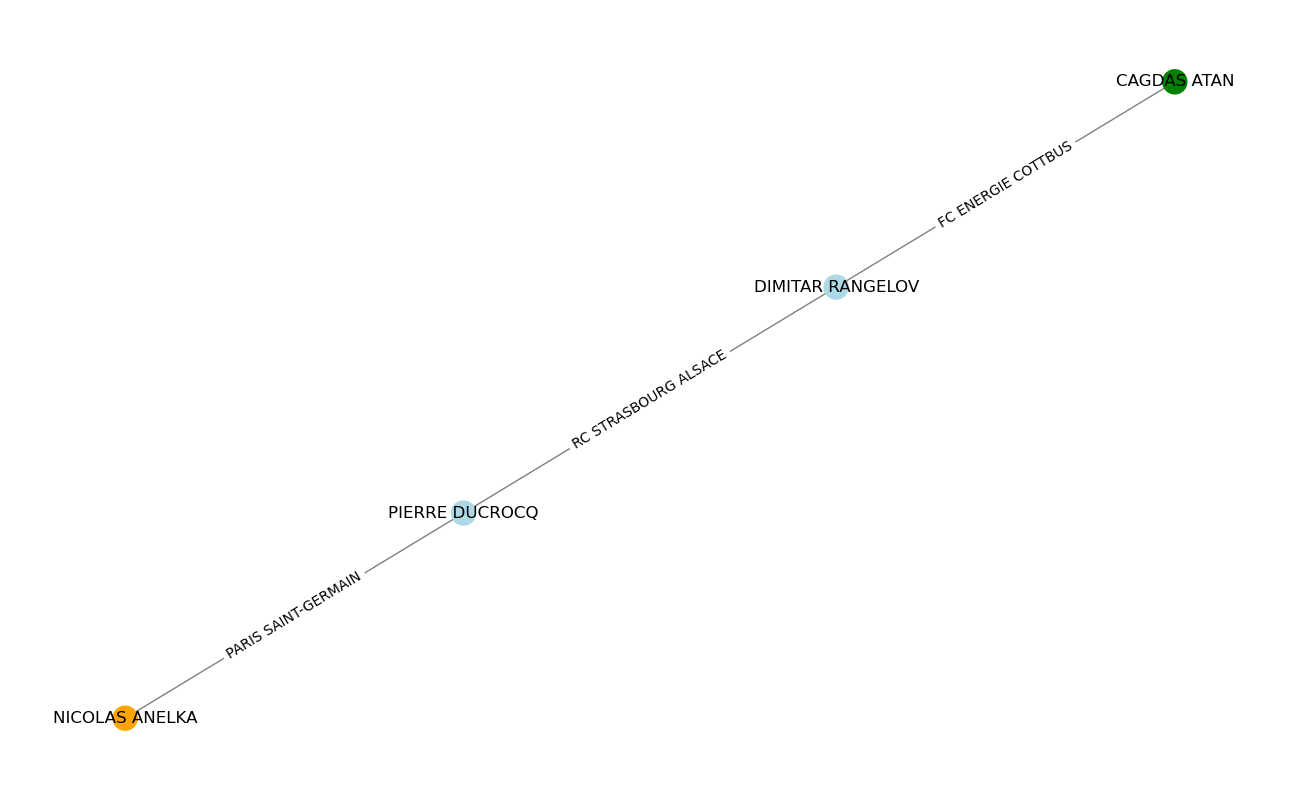 CAGDAS ATAN
FC ENERGIE COTTBUS
DIMITAR RANGELOV
RC STRASBOURG ALSACE
PIERRE DUCROCQ
PARIS SAINT-GERMAIN
NICOLAS ANELKA